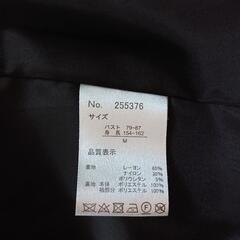 No. 255376
サイズ
バスト 79-87
身長 154-162
M
品質表示
表地 レーヨン 65%
ナイロン 30%
ポリウレタン 5%
裏地 本体 ポリエステル 100%
袖部分 ポリエステル 100%